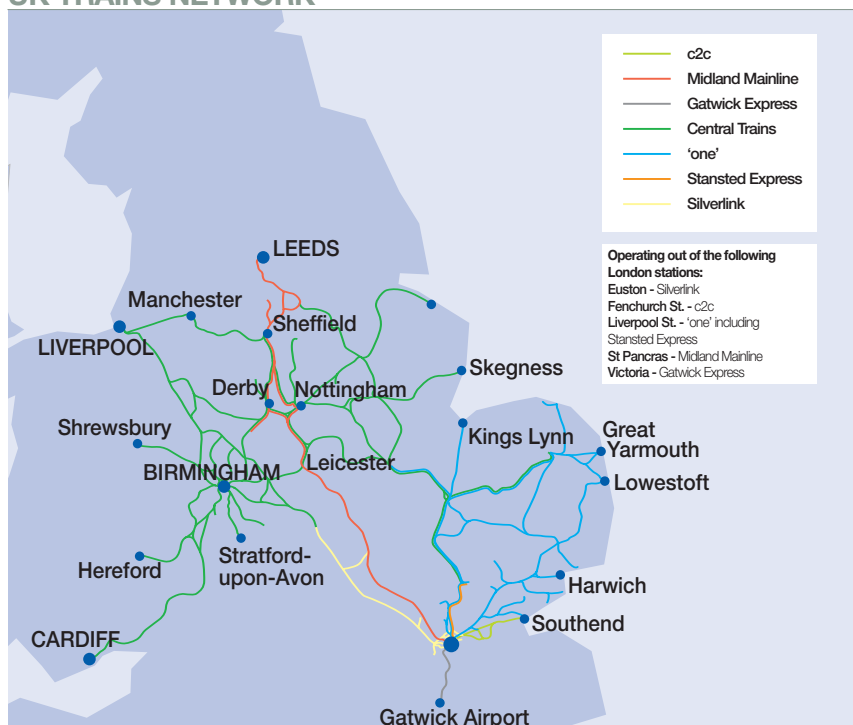 UK TRAINS NETWORK
c2c
Midland Mainline
Gatwick Express
Central Trains
'one'
Stansted Express
Silverlink
Operating out of the following
London stations:
Euston - Silverlink
Fenchurch St. - c2c
Liverpool St. - 'one' including
Stansted Express
St Pancras - Midland Mainline
Victoria - Gatwick Express
LEEDS
Manchester
Sheffield
LIVERPOOL
Skegness
Derby
Nottingham
Shrewsbury
Kings Lynn
Great
Yarmouth
BIRMINGHAM
Leicester
Lowestoft
Stratford-
upon-Avon
Hereford
Harwich
Southend
CARDIFF
Gatwick Airport